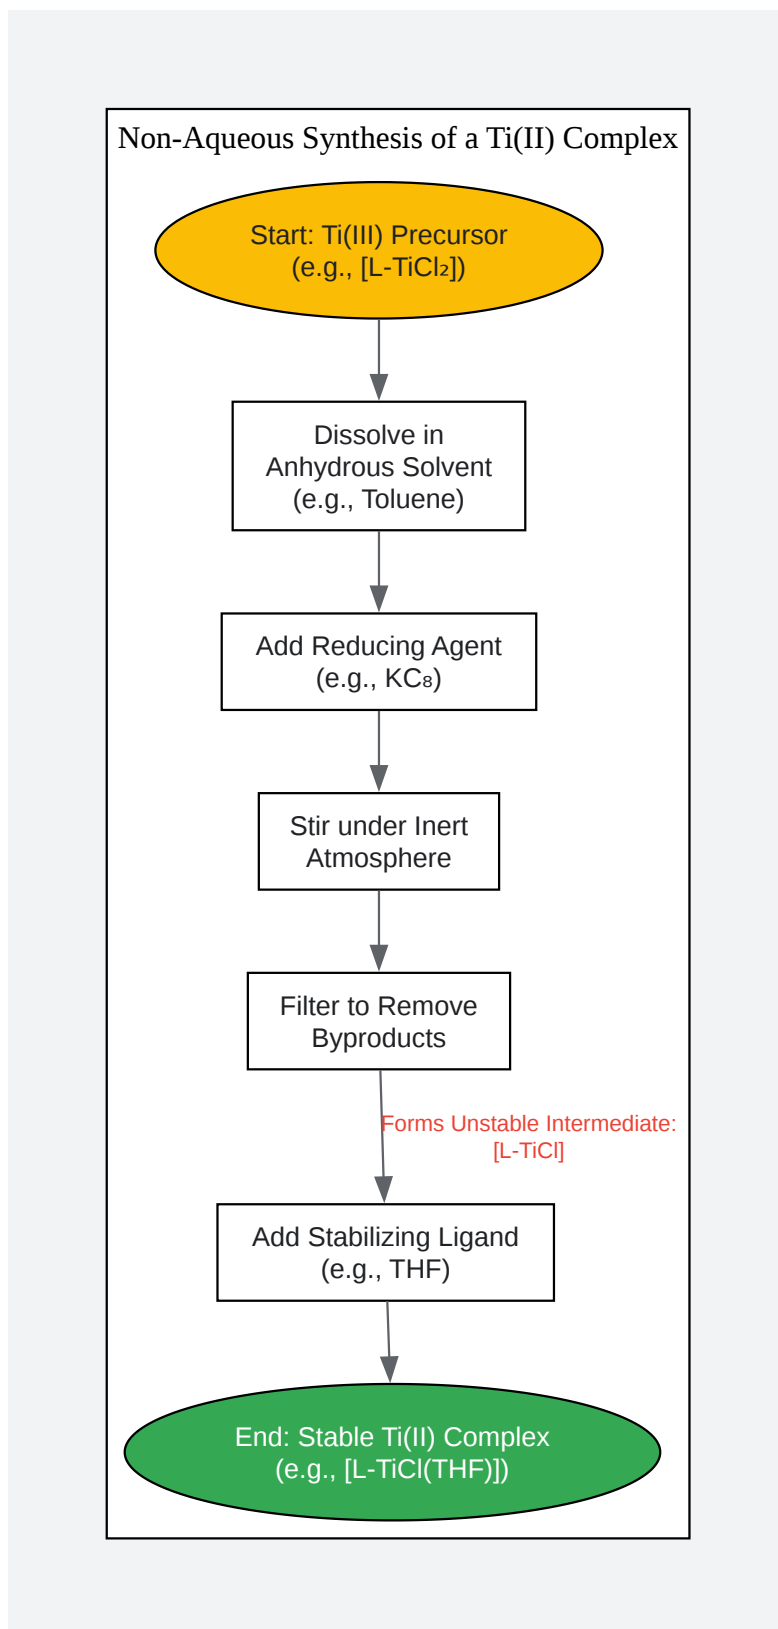 Non-Aqueous Synthesis of a Ti(II) Complex
Start: Ti(III) Precursor
(e.g., [L-TiCl₂])
Dissolve in
Anhydrous Solvent
(e.g., Toluene)
Add Reducing Agent
(e.g., KC₈)
Stir under Inert
Atmosphere
Filter to Remove
Byproducts
Forms Unstable Intermediate:
[L-TiCl]
Add Stabilizing Ligand
(e.g., THF)
End: Stable Ti(II) Complex
(e.g., [L-TiCl(THF)])